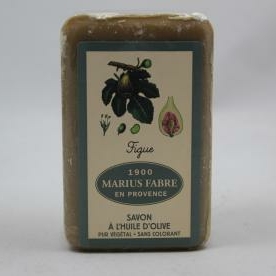 Figue
1900
MARIUS FABRE
EN PROVENCE
SAVON
À L'HUILE D'OLIVE
PUR VÉGÉTAL • SANS COLORANT